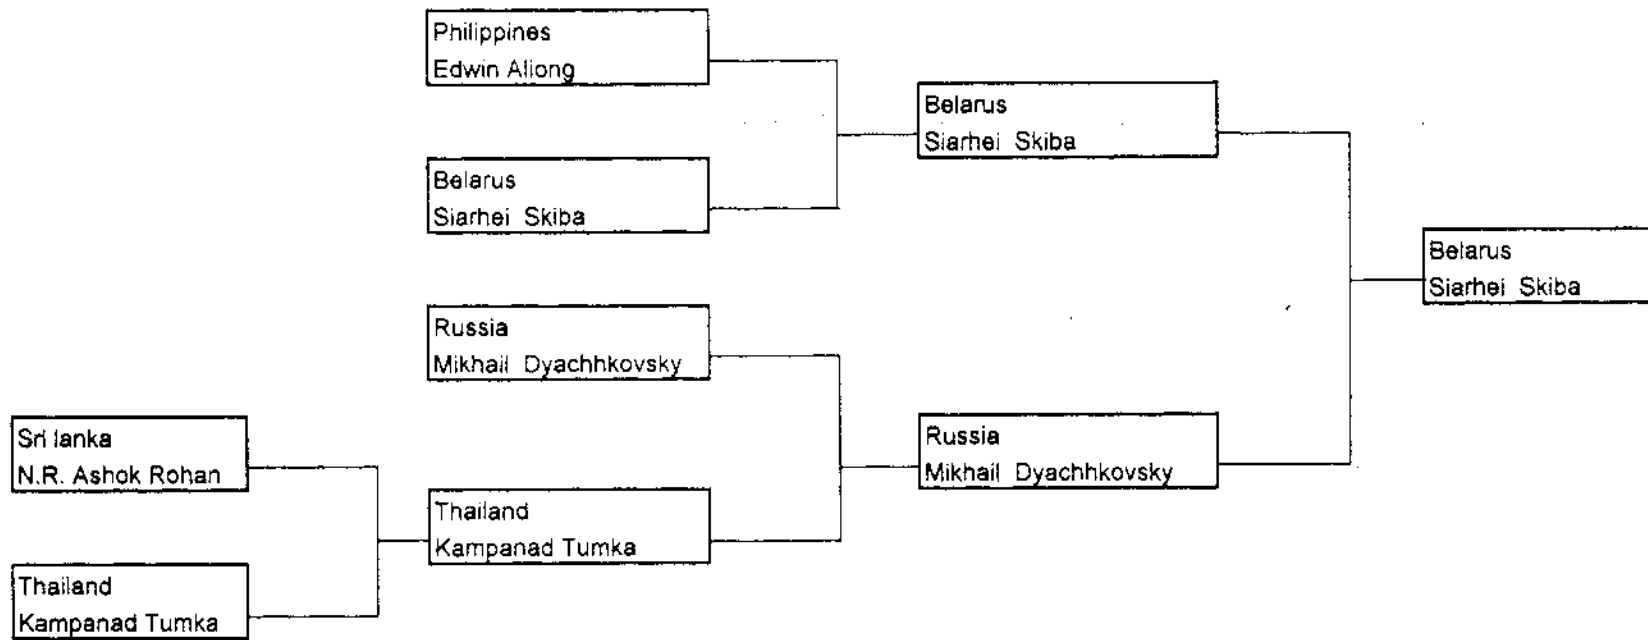 Philippines
Edwin Aliong
Belarus
Siarhei Skiba
Belarus
Siarhei Skiba
Belarus
Siarhei Skiba
Russia
Mikhail Dyachhkovsky
Sri lanka
N.R. Ashok Rohan
Russia
Mikhail Dyachhkovsky
Thailand
Kampanad Tumka
Thailand
Kampanad Tumka